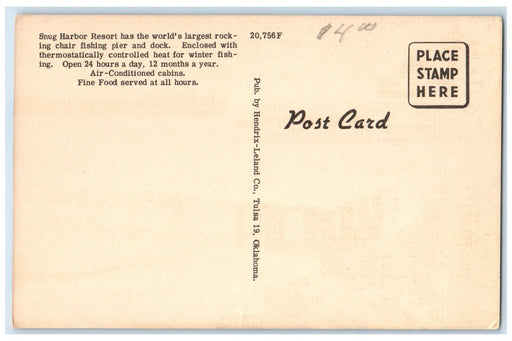 Snug Harbor Resort has the world's largest rock-
ing chair fishing pier and dock. Enclosed with
thermostatically controlled heat for winter fish-
ing. Open 24 hours a day, 12 months a year.
Air-Conditioned cabins.
Fine Food served at all hours.
20,756F
$4.00
PLACE
STAMP
HERE
Post Card
Pub. by Hendrix-Leland Co., Tulsa 19, Oklahoma.